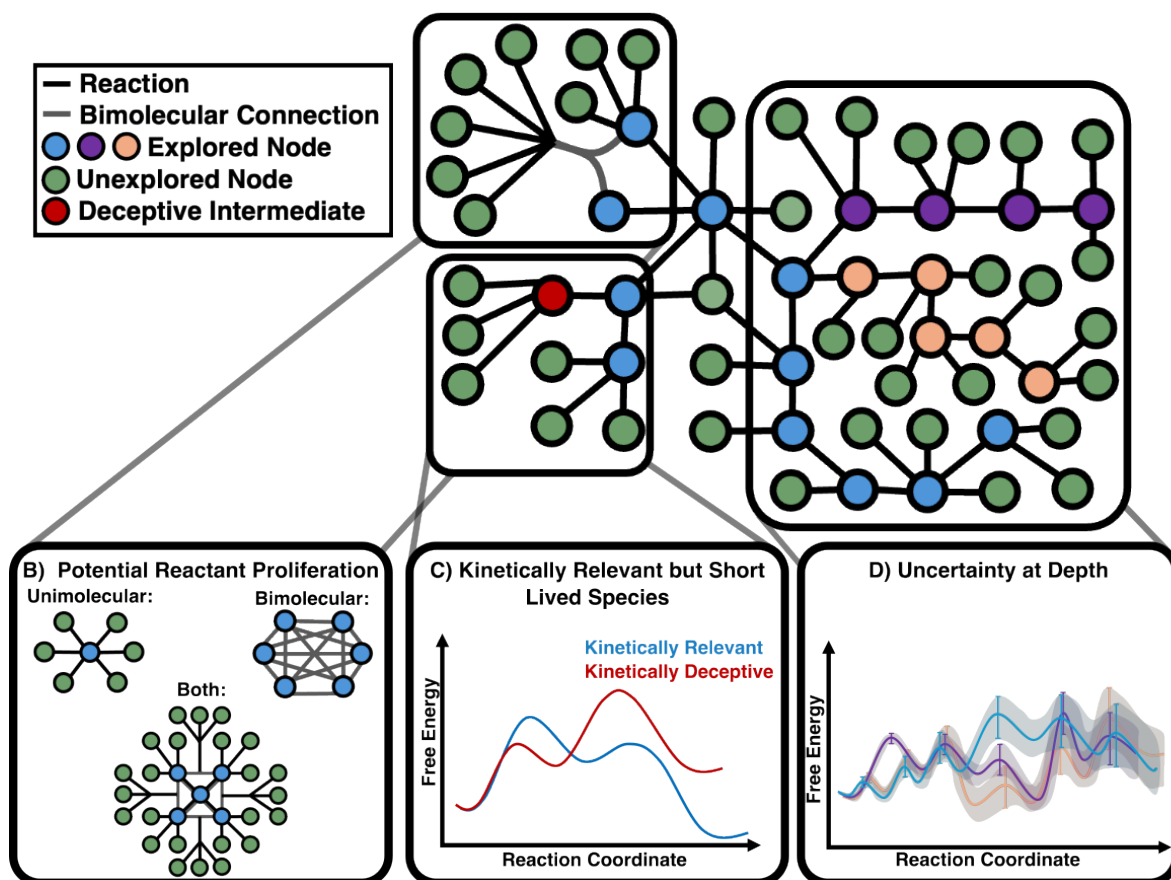 Reaction
Bimolecular Connection
Explored Node
Unexplored Node
Deceptive Intermediate
B) Potential Reactant Proliferation
Unimolecular:
Bimolecular:
Both:
C) Kinetically Relevant but Short
Lived Species
Kinetically Relevant
Kinetically Deceptive
Free Energy
Reaction Coordinate
D) Uncertainty at Depth
Free Energy
Reaction Coordinate